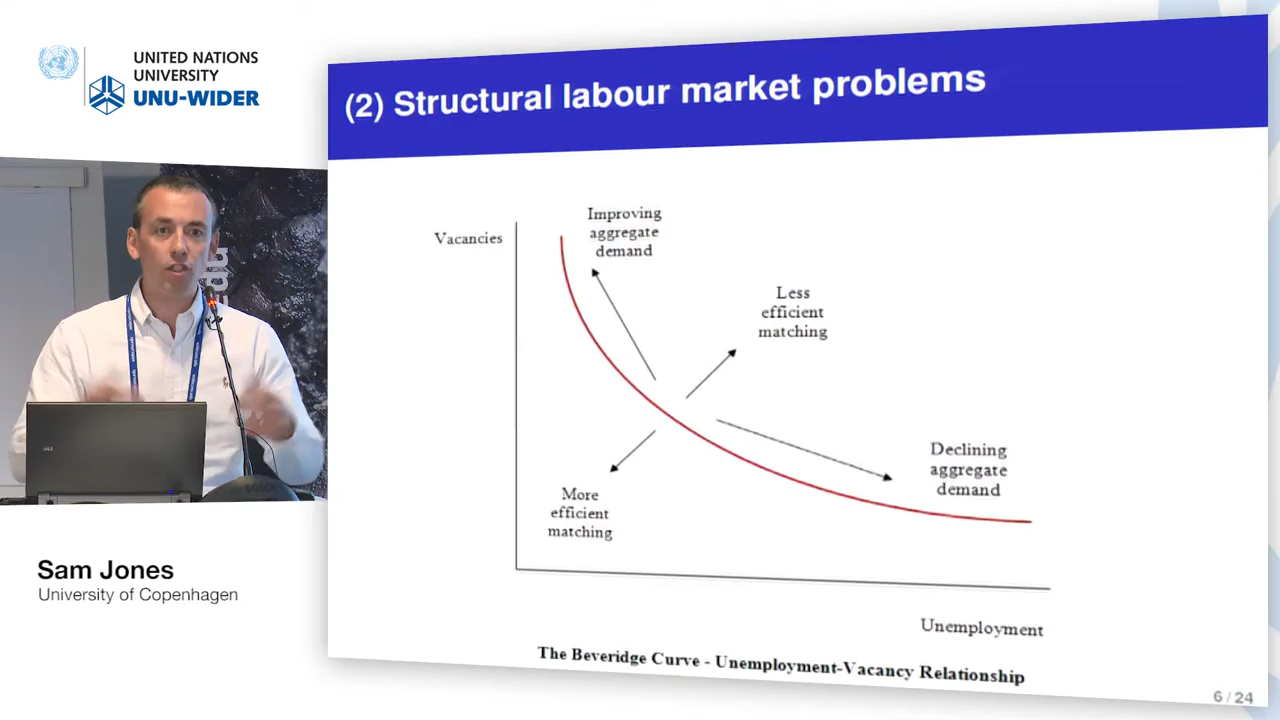 UNITED NATIONS
UNIVERSITY
UNU-WIDER
Sam Jones
University of Copenhagen
(2) Structural labour market problems
Vacancies
Improving
aggregate
demand
Less
efficient
matching
Declining
aggregate
demand
More
efficient
matching
Unemployment
The Beveridge Curve - Unemployment-Vacancy Relationship
6 / 24